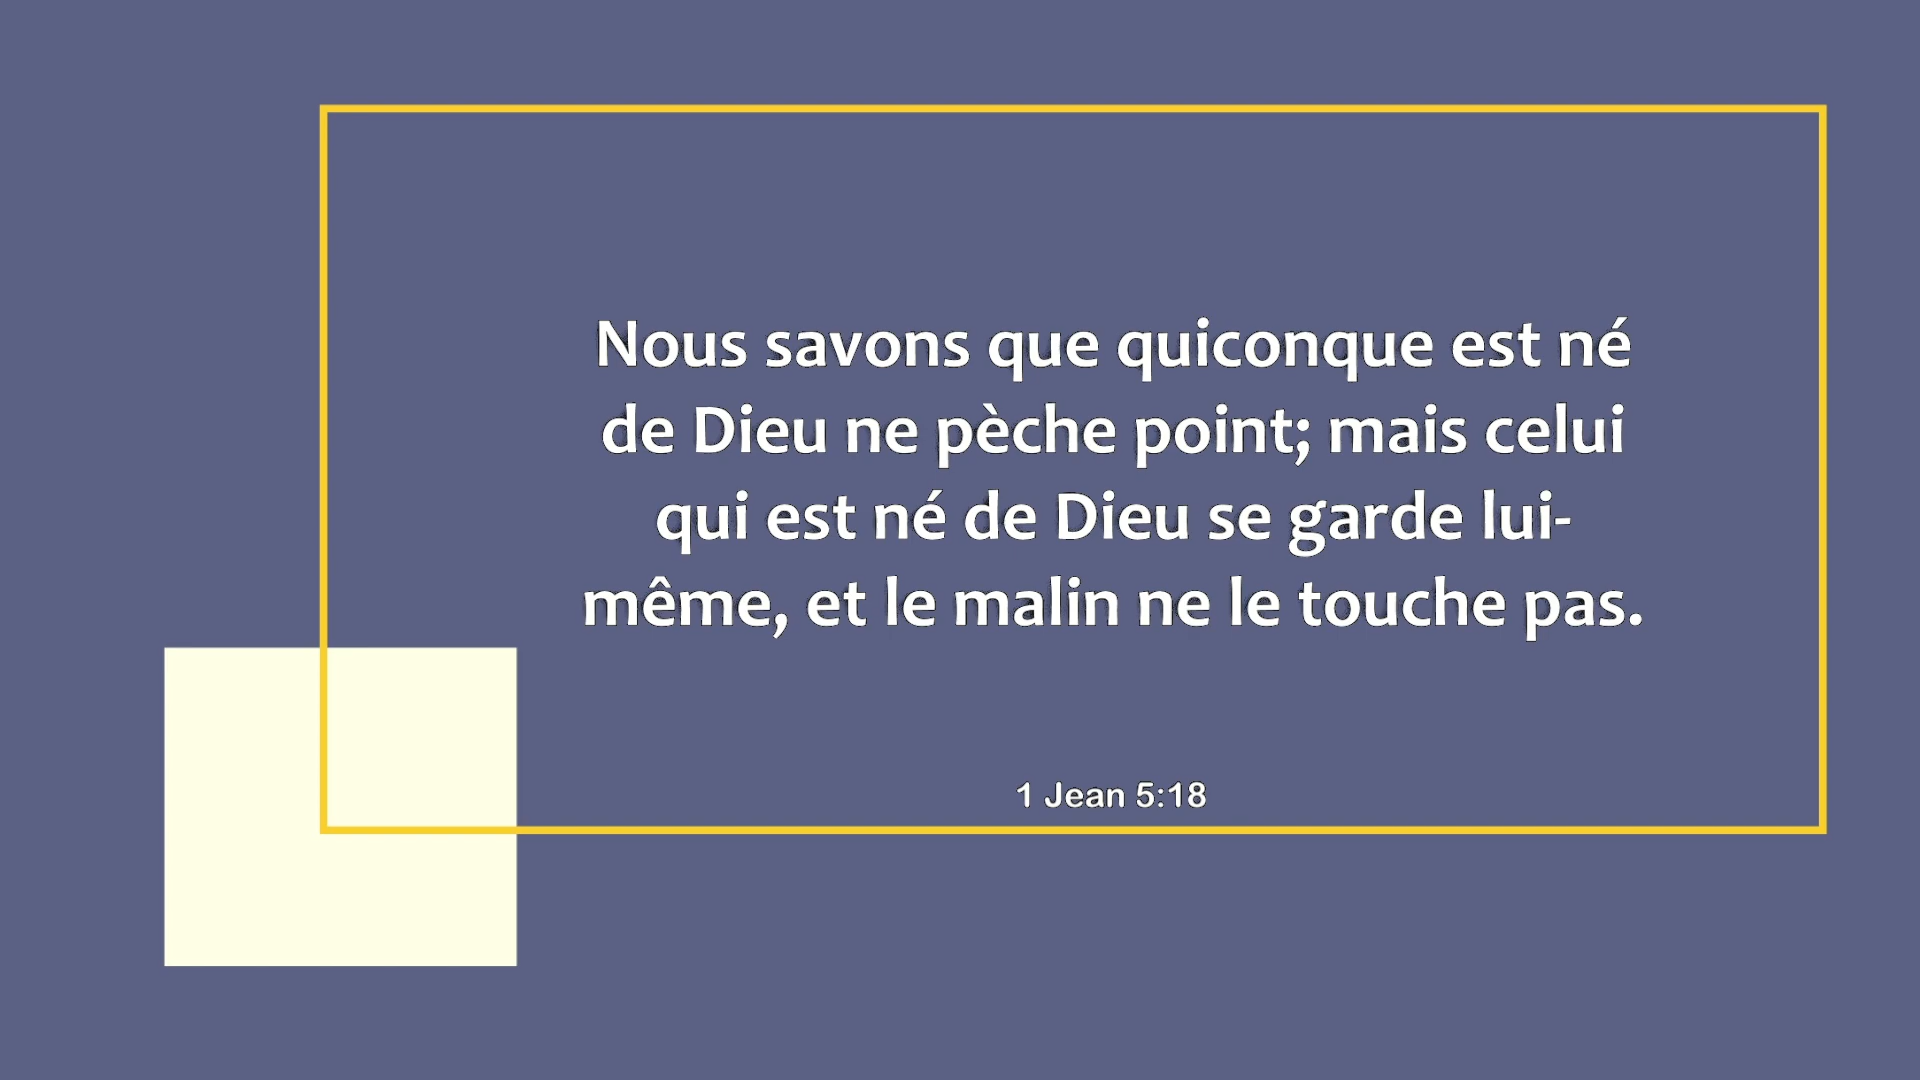 Nous savons que quiconque est né
de Dieu ne pèche point; mais celui
qui est né de Dieu se garde lui-
même, et le malin ne le touche pas.
1 Jean 5:18